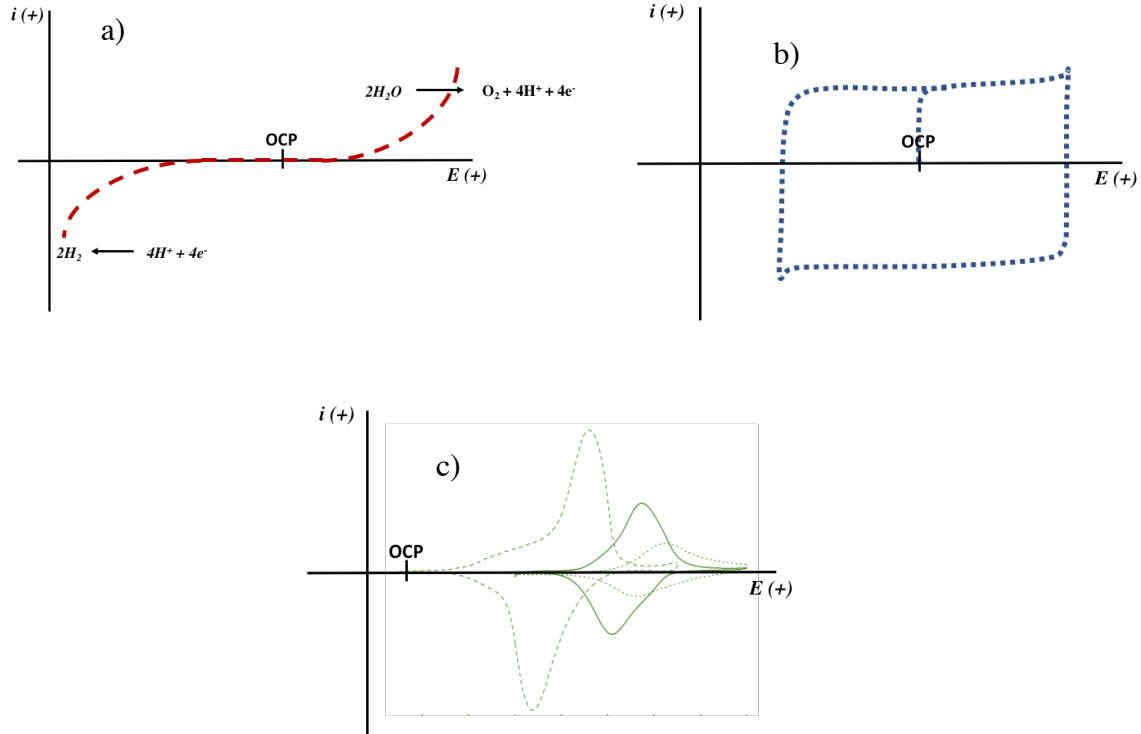 i (+)
a)
2H₂O
O₂ + 4H⁺ + 4e⁻
OCP
E (+)
2H₂
4H⁺ + 4e⁻
i (+)
b)
OCP
E (+)
i (+)
c)
OCP
E (+)